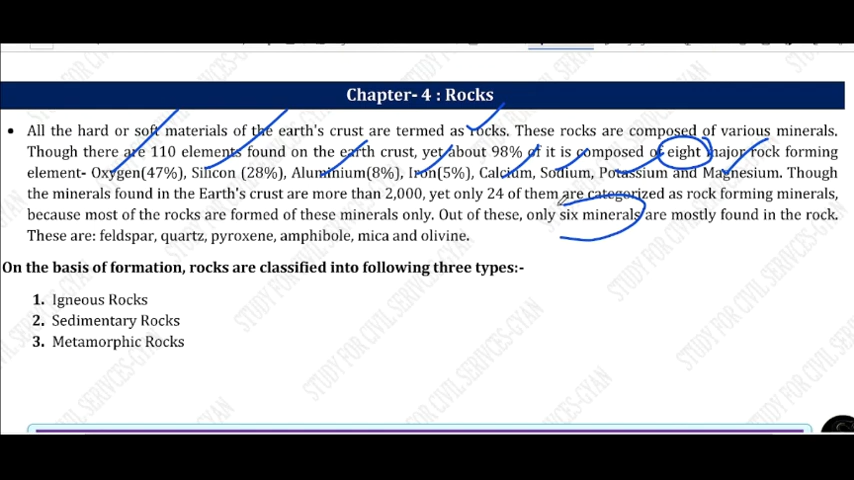 Chapter- 4 : Rocks
• All the hard or soft materials of the earth's crust are termed as rocks. These rocks are composed of various minerals.
Though there are 110 elements found on the earth crust, yet about 98% of it is composed of eight major rock forming
element- Oxygen(47%), Silicon (28%), Aluminium(8%), Iron(5%), Calcium, Sodium, Potassium and Magnesium. Though
the minerals found in the Earth's crust are more than 2,000, yet only 24 of them are categorized as rock forming minerals,
because most of the rocks are formed of these minerals only. Out of these, only six minerals are mostly found in the rock.
These are: feldspar, quartz, pyroxene, amphibole, mica and olivine.
On the basis of formation, rocks are classified into following three types:-
1. Igneous Rocks
2. Sedimentary Rocks
3. Metamorphic Rocks
STUDY FOR CIVIL SERIVCES-GYAN